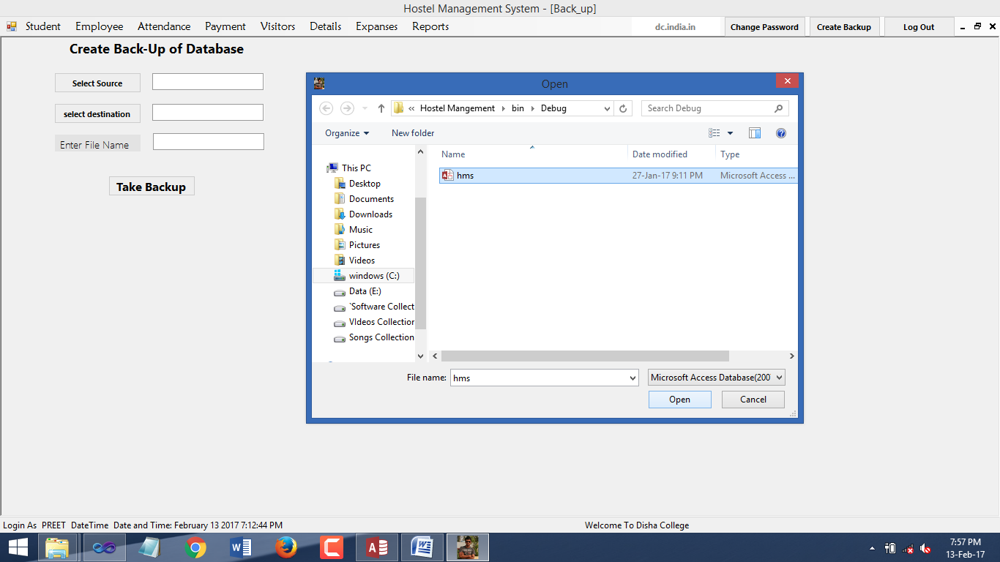 Hostel Management System - [Back_up]
Student Employee Attendance Payment Visitors Details Expanses Reports dc.india.in Change Password Create Backup Log Out
Create Back-Up of Database
Select Source
select destination
Enter File Name
Take Backup
Open
« Hostel Mangement › bin › Debug Search Debug
Organize New folder
Name Date modified Type
hms 27-Jan-17 9:11 PM Microsoft Access ...
This PC
Desktop
Documents
Downloads
Music
Pictures
Videos
windows (C:)
Data (E:)
`Software Collect
VIdeos Collection
Songs Collection
File name: hms Microsoft Access Database(200
Open Cancel
Login As PREET DateTime Date and Time: February 13 2017 7:12:44 PM Welcome To Disha College
7:57 PM
13-Feb-17